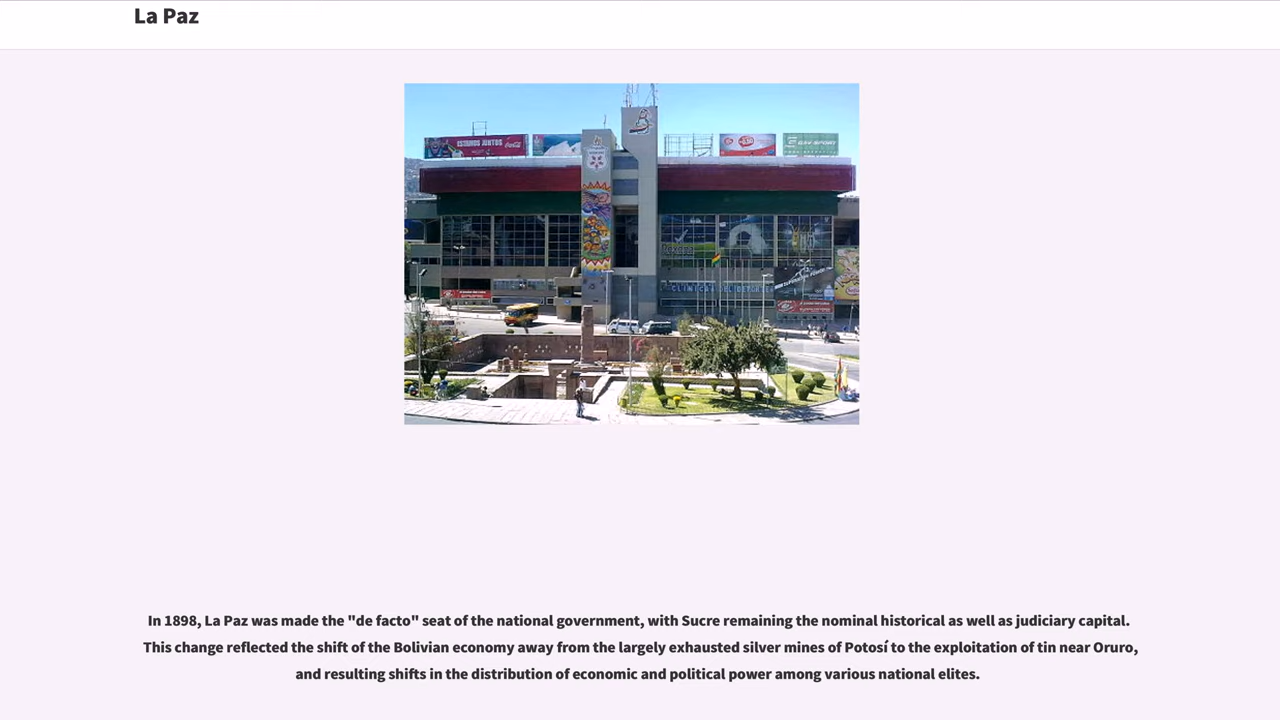 La Paz
ESTAMOS JUNTOS
Coca-Cola
CLINICA DEL DEPORTE
In 1898, La Paz was made the "de facto" seat of the national government, with Sucre remaining the nominal historical as well as judiciary capital.
This change reflected the shift of the Bolivian economy away from the largely exhausted silver mines of Potosí to the exploitation of tin near Oruro,
and resulting shifts in the distribution of economic and political power among various national elites.